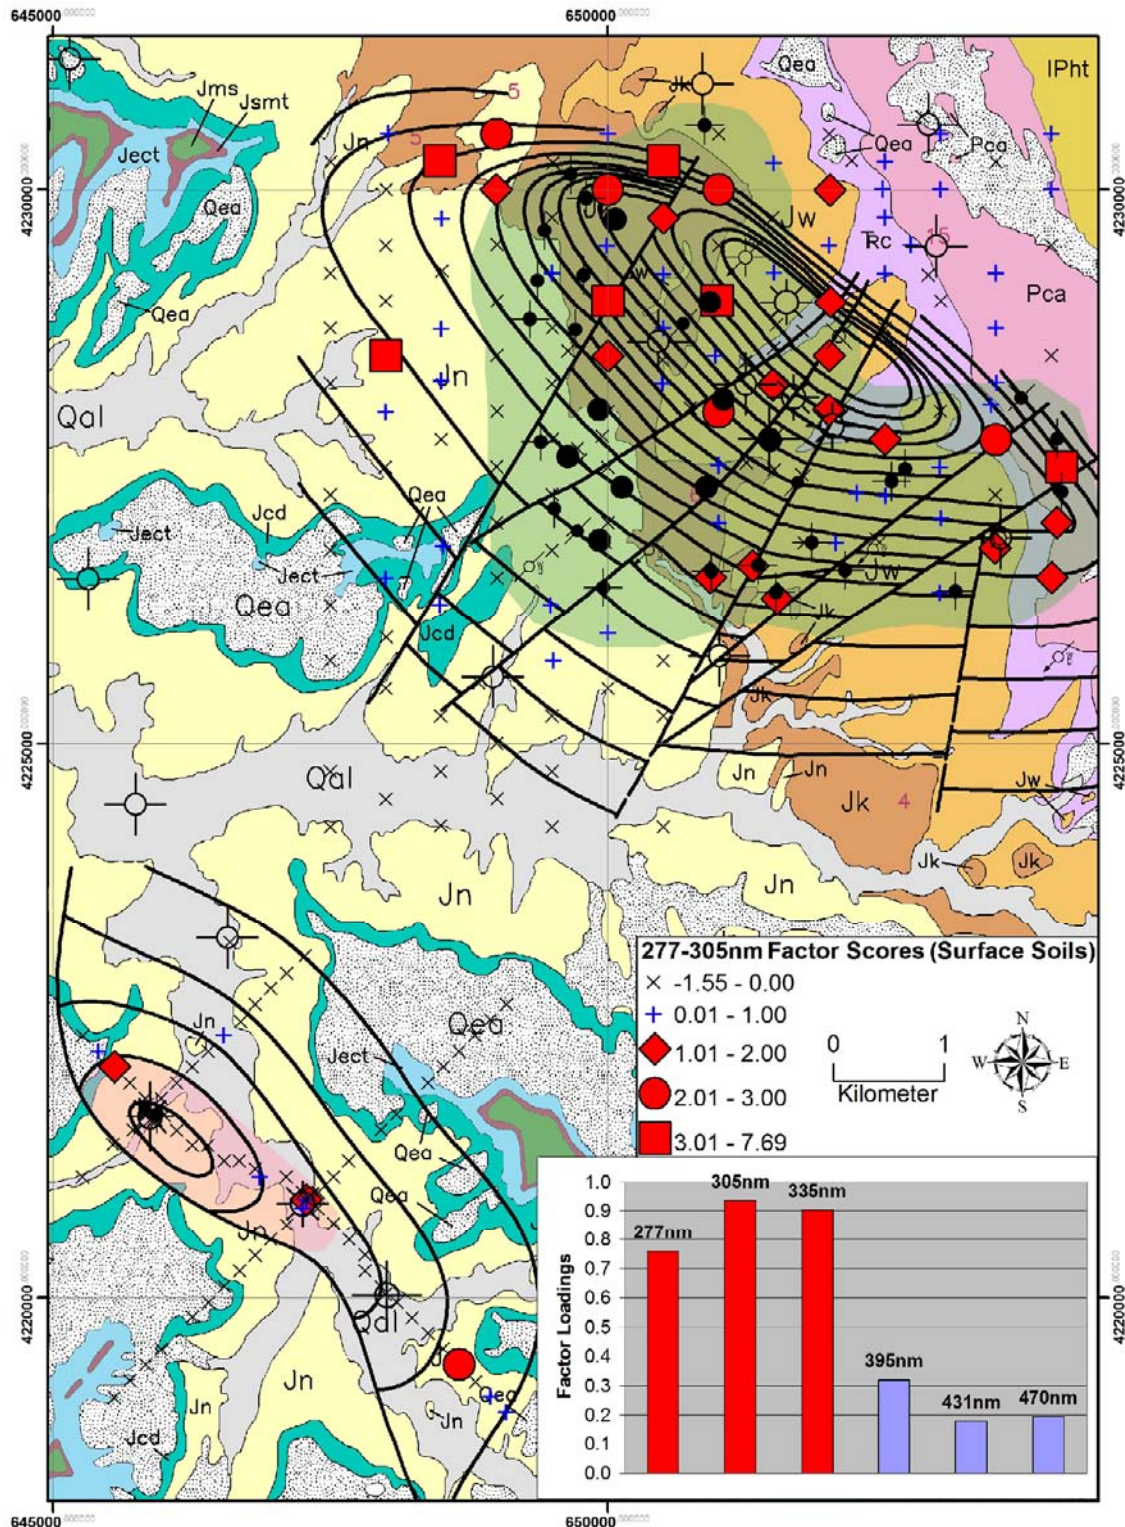 645000
650000
4230000
4230000
4225000
4225000
4220000
4220000
645000
650000
Jms
Jsmt
Ject
Qea
Qea
Jn
5
5
Jk
Qea
IPht
Qea
Pca
Jw
TRc
Pca
Jn
Qal
Jcd
Ject
Ject
Qea
Qea
Jcd
Jw
Jk
6
Jk
Qal
Jn
Jn
Jk
4
Jw
Jk
Jk
Jn
Jn
Jn
Qea
Ject
Qea
Qea
Jn
Qal
Jn
Jn
Jcd
Qea
Jn
277-305nm Factor Scores (Surface Soils)
-1.55 - 0.00
0.01 - 1.00
1.01 - 2.00
2.01 - 3.00
3.01 - 7.69
0 1
Kilometer
N
W E
S
Factor Loadings
1.0
0.9
0.8
0.7
0.6
0.5
0.4
0.3
0.2
0.1
0.0
277nm
305nm
335nm
395nm
431nm
470nm